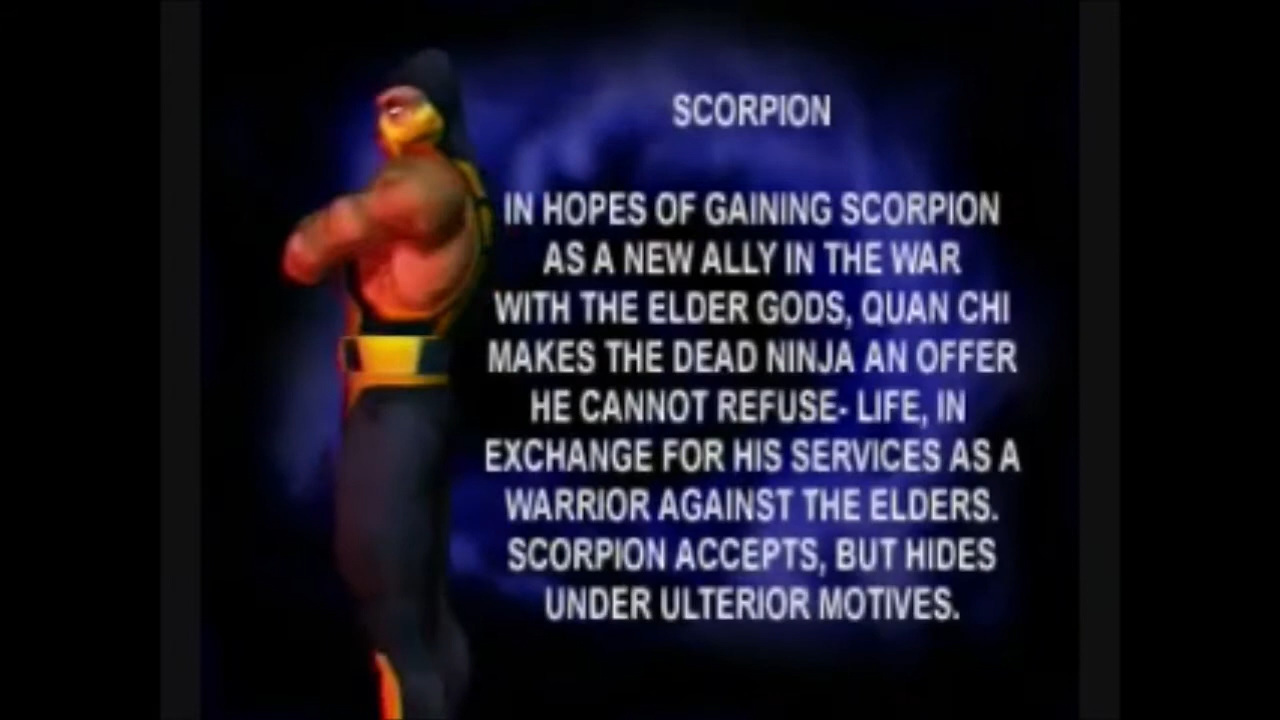 SCORPION
IN HOPES OF GAINING SCORPION
AS A NEW ALLY IN THE WAR
WITH THE ELDER GODS, QUAN CHI
MAKES THE DEAD NINJA AN OFFER
HE CANNOT REFUSE- LIFE, IN
EXCHANGE FOR HIS SERVICES AS A
WARRIOR AGAINST THE ELDERS.
SCORPION ACCEPTS, BUT HIDES
UNDER ULTERIOR MOTIVES.